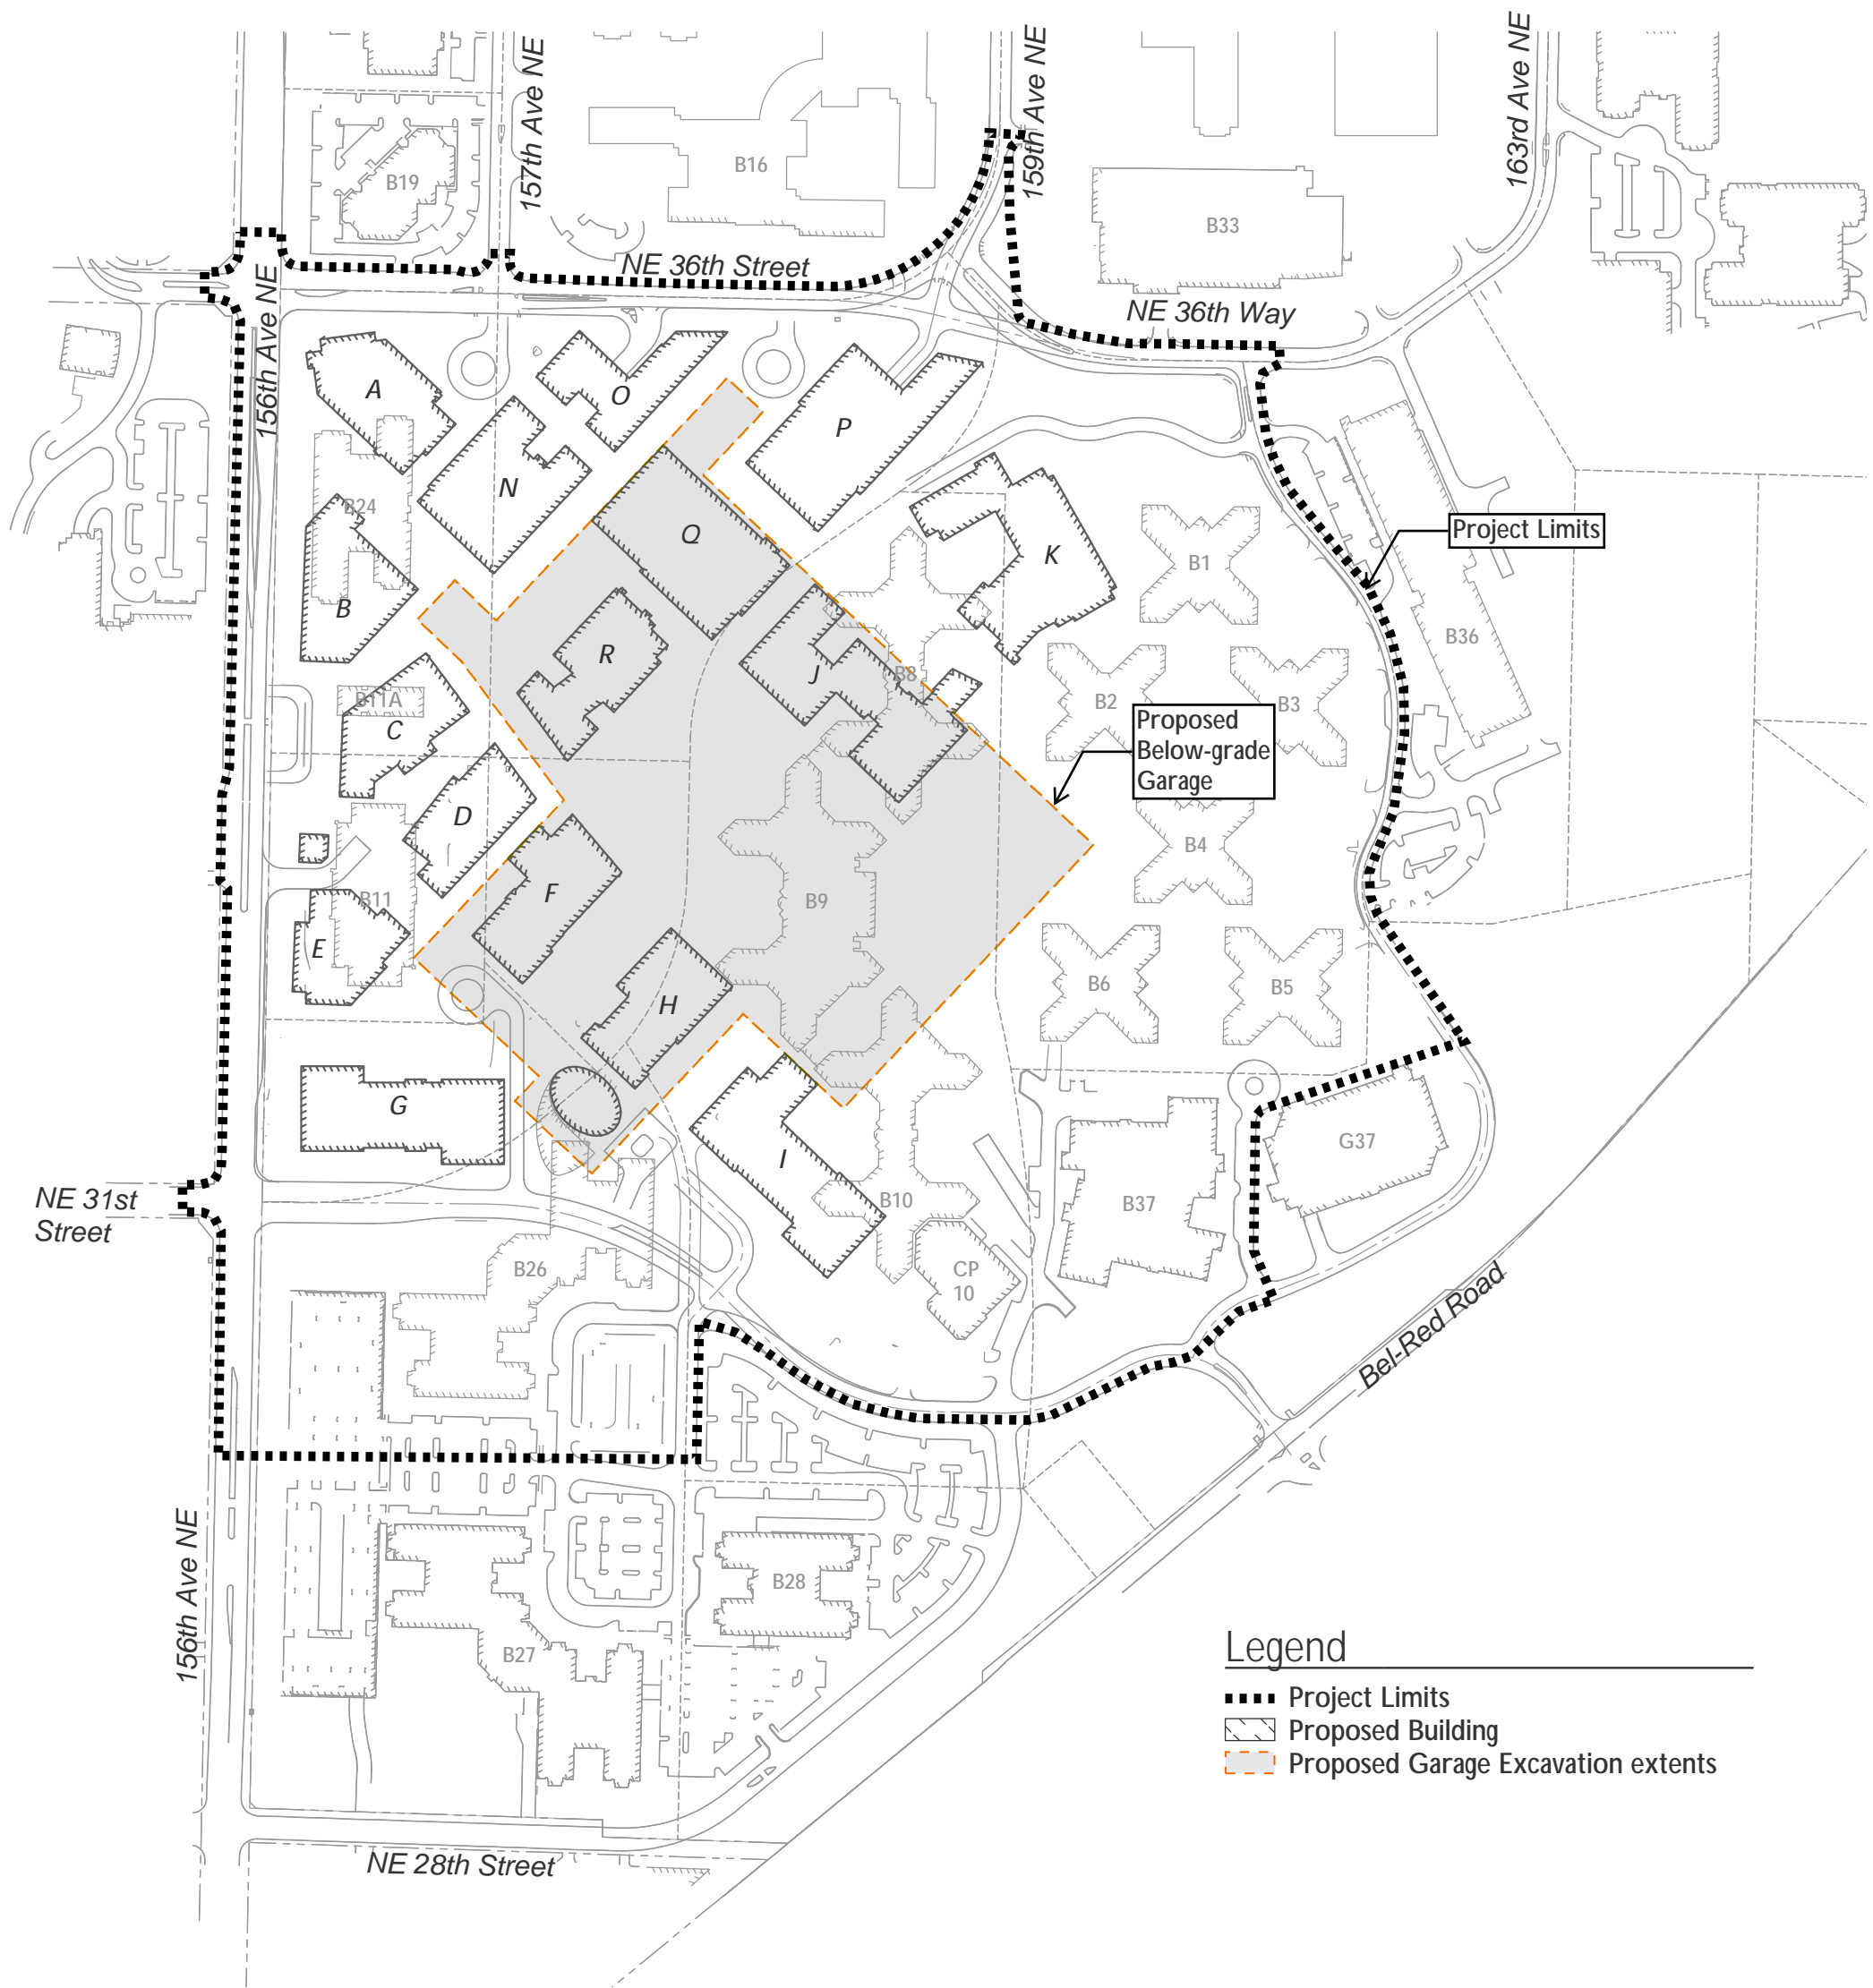 157th Ave NE
159th Ave NE
163rd Ave NE
B19
B16
B33
156th Ave NE
NE 36th Street
NE 36th Way
A
O
P
N
B24
Q
K
B1
Project Limits
B
R
J
B8
B2
B3
B36
B11A
C
Proposed
Below-grade
Garage
D
F
B4
B11
B9
E
H
B6
B5
G
I
G37
NE 31st
Street
B10
B37
B26
CP
10
Bel-Red Road
156th Ave NE
B28
B27
Legend
Project Limits
Proposed Building
Proposed Garage Excavation extents
NE 28th Street